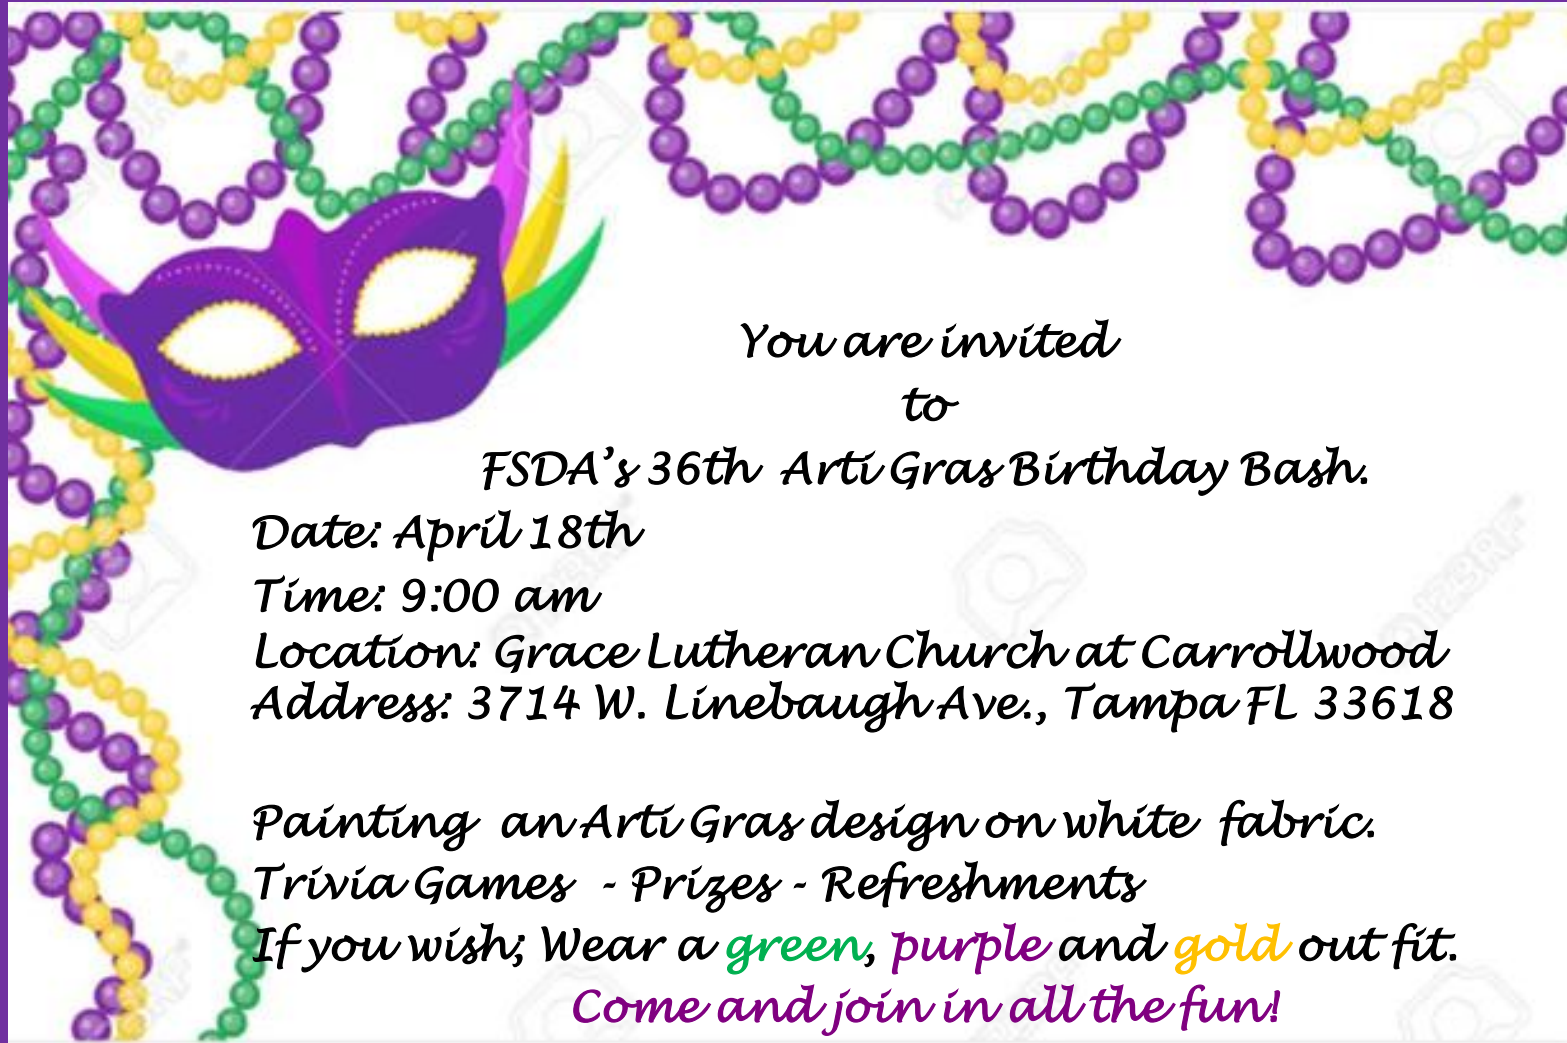 You are invited
to
FSDA's 36th Arti Gras Birthday Bash.
Date: April 18th
Time: 9:00 am
Location: Grace Lutheran Church at Carrollwood
Address: 3714 W. Linebaugh Ave., Tampa FL 33618
Painting an Arti Gras design on white fabric.
Trivia Games - Prizes - Refreshments
If you wish; Wear a green, purple and gold out fit.
Come and join in all the fun!